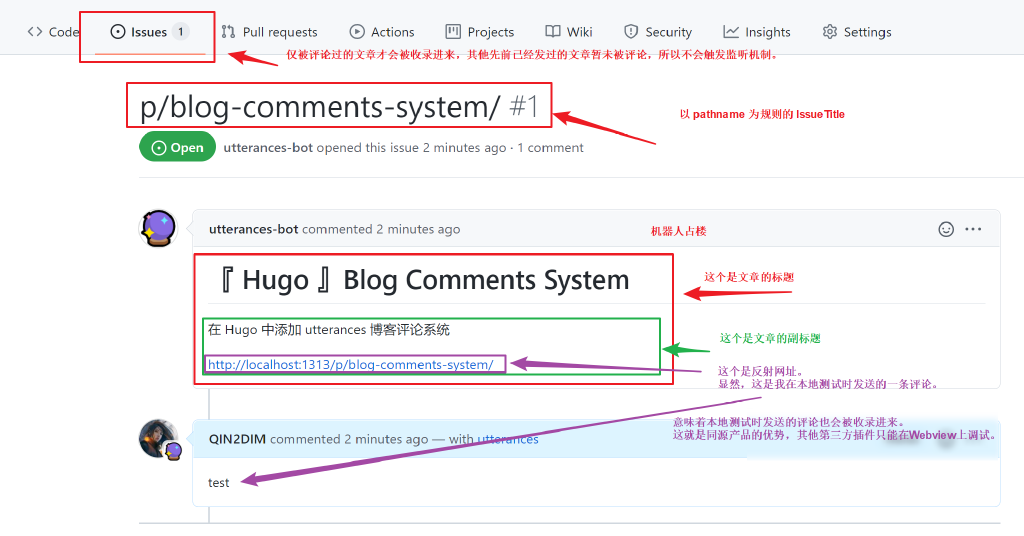 Code Issues 1 Pull requests Actions Projects Wiki Security Insights Settings
仅被评论过的文章才会被收录进来，其他先前已经发过的文章暂未被评论，所以不会触发监听机制。
p/blog-comments-system/ #1
以 pathname 为规则的 IssueTitle
Open utterances-bot opened this issue 2 minutes ago · 1 comment
utterances-bot commented 2 minutes ago
机器人占楼
『 Hugo 』Blog Comments System
这个是文章的标题
在 Hugo 中添加 utterances 博客评论系统
这个是文章的副标题
http://localhost:1313/p/blog-comments-system/
这个是反射网址。
显然，这是我在本地测试时发送的一条评论。
意味着本地测试时发送的评论也会被收录进来。
这就是同源产品的优势，其他第三方插件只能在Webview上调试。
QIN2DIM commented 2 minutes ago — with utterances
test